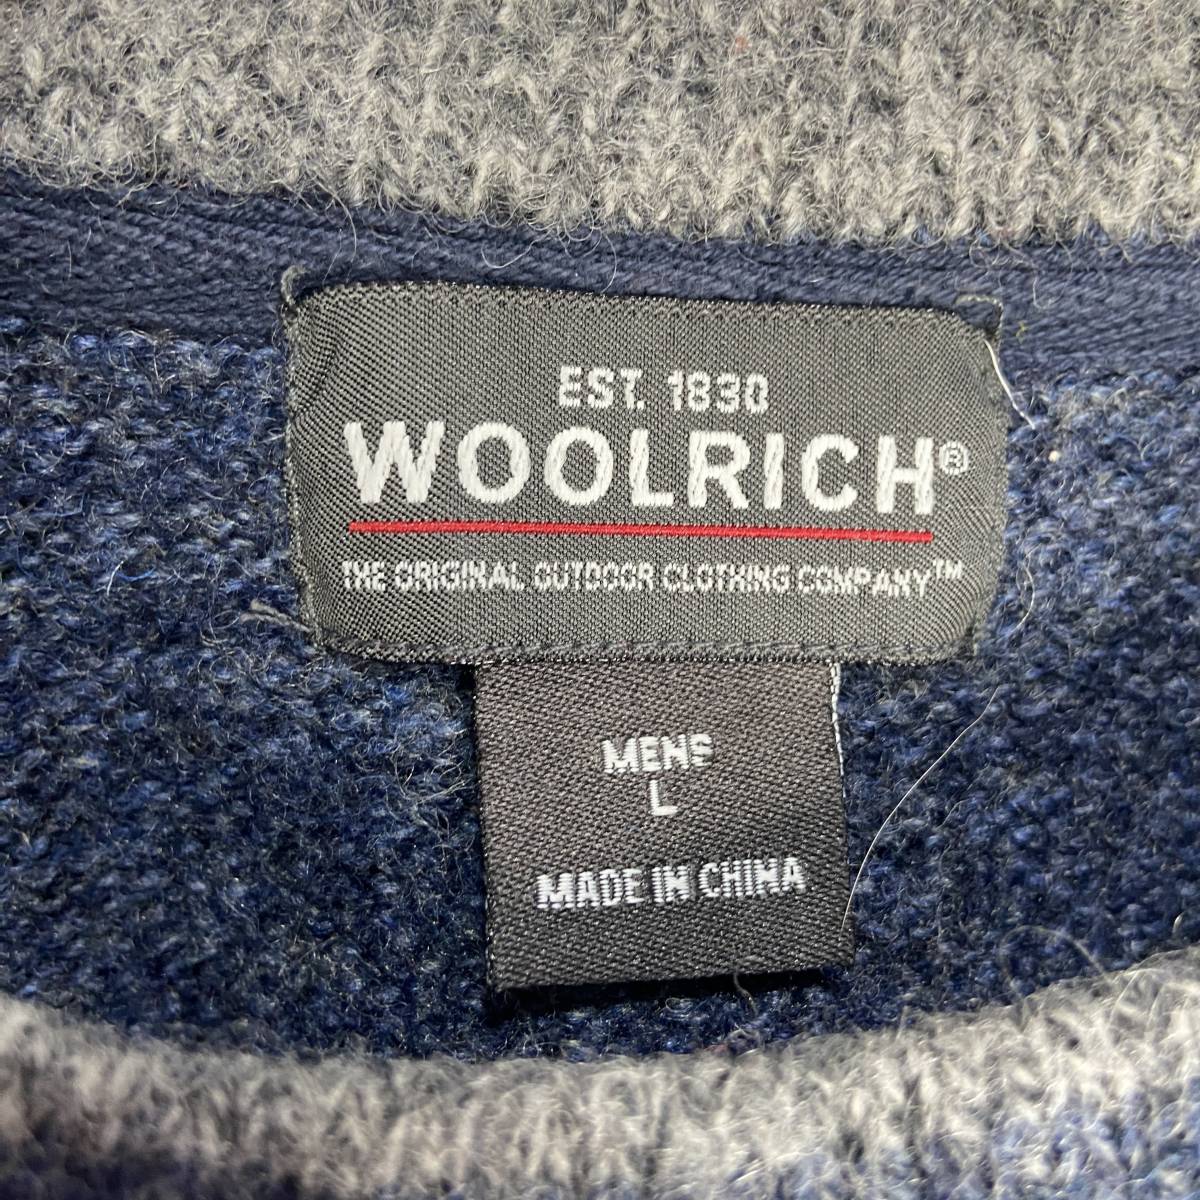 EST. 1830
WOOLRICH®
THE ORIGINAL OUTDOOR CLOTHING COMPANY™
MENS
L
MADE IN CHINA